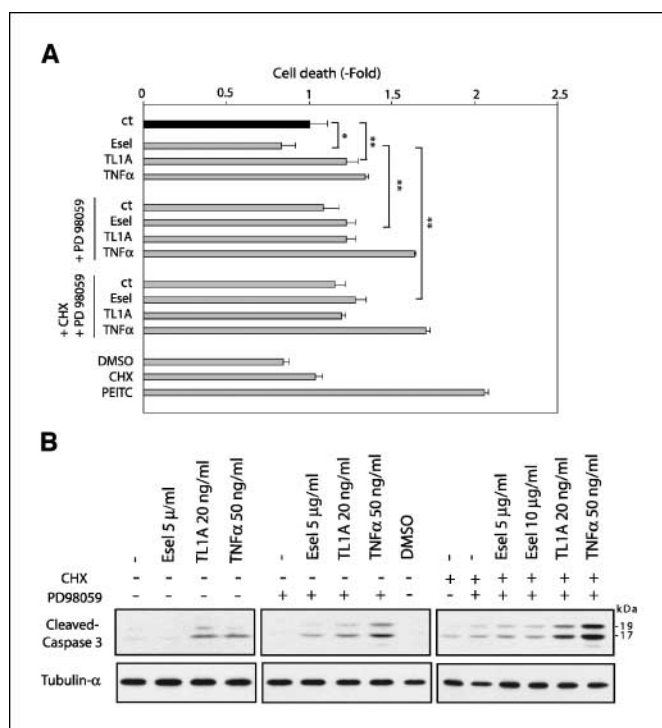 A
Cell death (-Fold)
0 0.5 1 1.5 2 2.5
ct
Esel
TL1A
TNFα
* ** ** **
+ PD 98059
ct
Esel
TL1A
TNFα
+ CHX
+ PD 98059
ct
Esel
TL1A
TNFα
DMSO
CHX
PEITC
B
- Esel 5 μ/ml TL1A 20 ng/ml TNFα 50 ng/ml - Esel 5 μg/ml TL1A 20 ng/ml TNFα 50 ng/ml DMSO - - Esel 5 μg/ml Esel 10 μg/ml TL1A 20 ng/ml TNFα 50 ng/ml
CHX - - - - - - - - - + + + + + +
PD98059 - - - - + + + + - - + + + + +
kDa
Cleaved-
Caspase 3
-19
-17
Tubulin-α